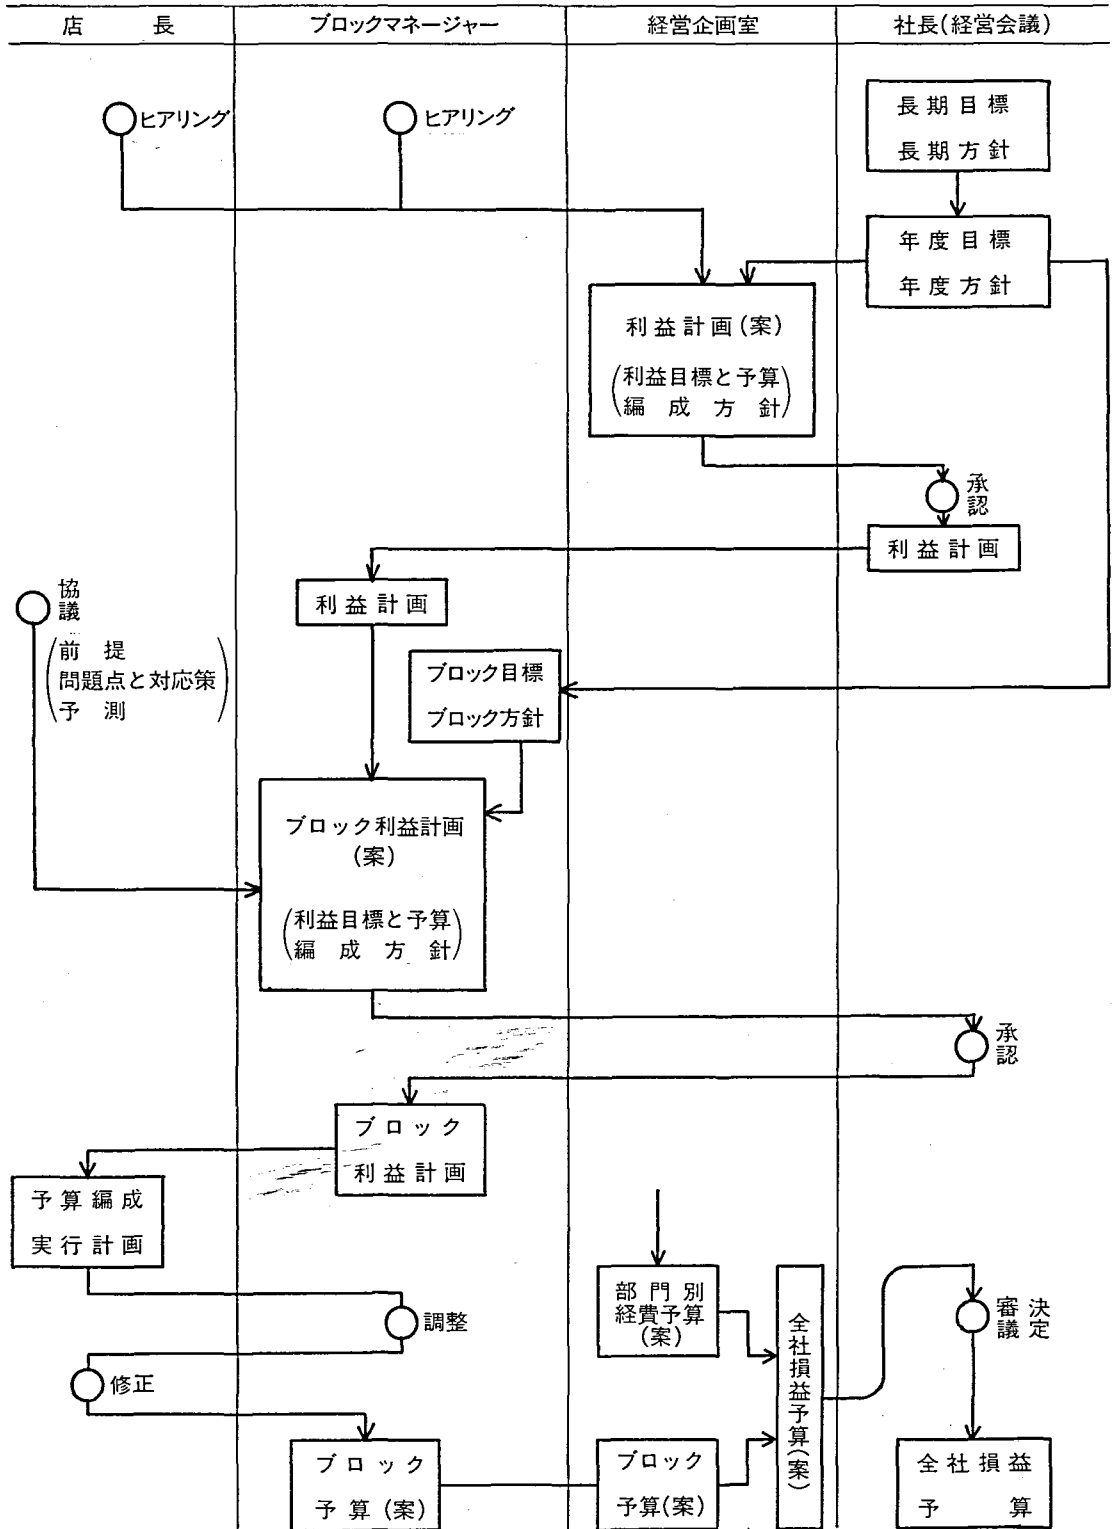 店長
ブロックマネージャー
経営企画室
社長(経営会議)
ヒアリング
ヒアリング
長期目標
長期方針
年度目標
年度方針
利益計画(案)
(利益目標と予算
編成方針)
承認
利益計画
利益計画
協議
(前提
問題点と対応策
予測)
ブロック目標
ブロック方針
ブロック利益計画
(案)
(利益目標と予算
編成方針)
承認
ブロック
利益計画
予算編成
実行計画
調整
修正
部門別
経費予算
(案)
全社損益予算(案)
審議
決定
ブロック
予算(案)
ブロック
予算(案)
全社損益
予算